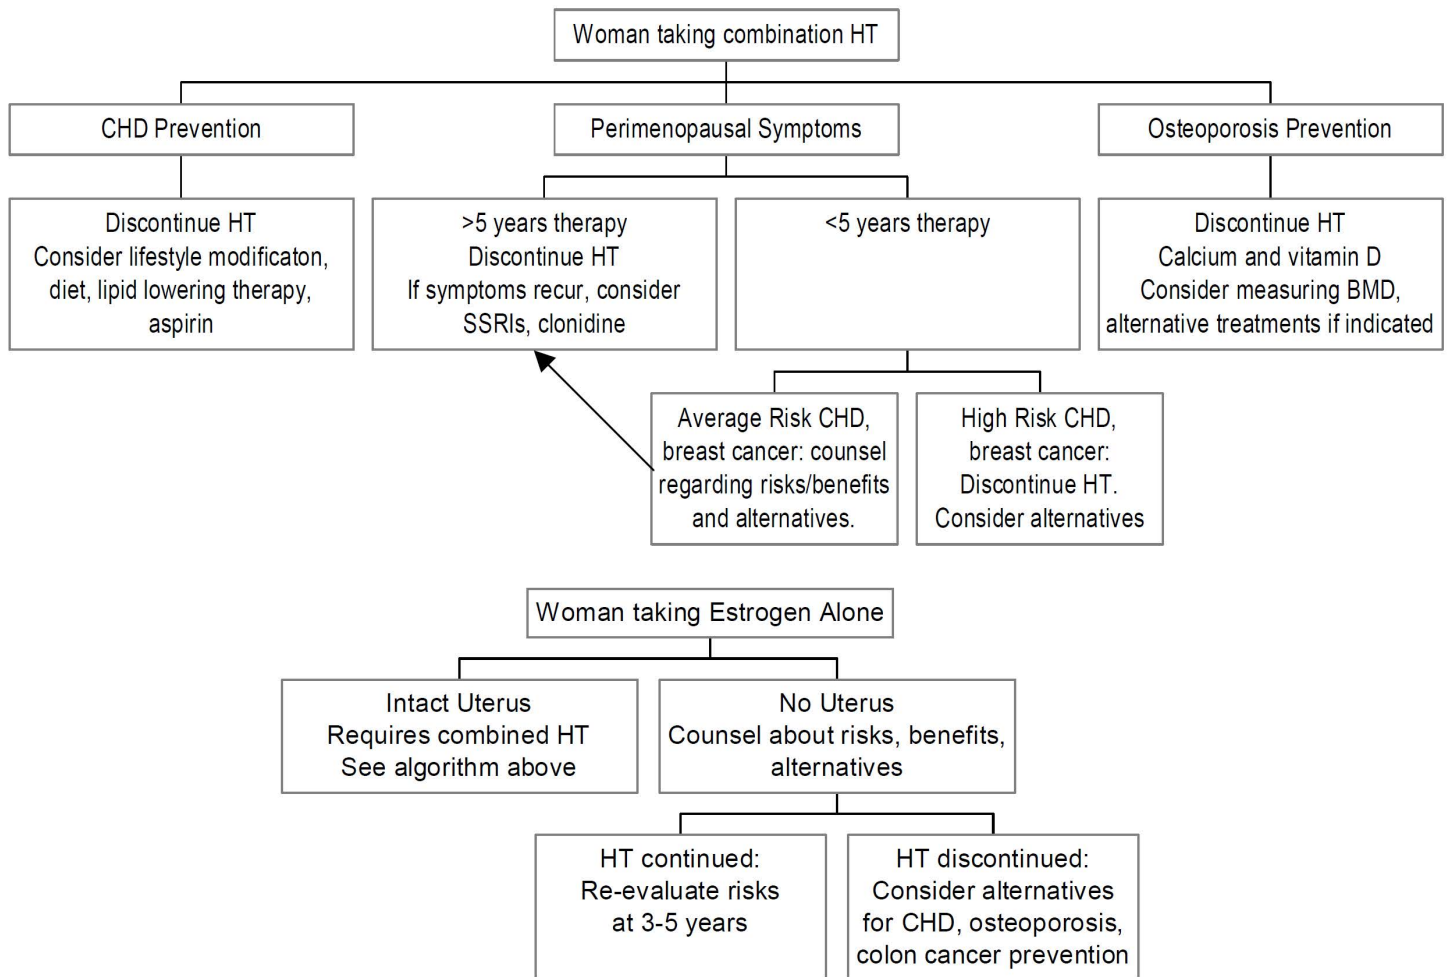 Woman taking combination HT
CHD Prevention
Perimenopausal Symptoms
Osteoporosis Prevention
Discontinue HT
Consider lifestyle modificaton,
diet, lipid lowering therapy,
aspirin
>5 years therapy
Discontinue HT
If symptoms recur, consider
SSRIs, clonidine
<5 years therapy
Discontinue HT
Calcium and vitamin D
Consider measuring BMD,
alternative treatments if indicated
Average Risk CHD,
breast cancer: counsel
regarding risks/benefits
and alternatives.
High Risk CHD,
breast cancer:
Discontinue HT.
Consider alternatives
Woman taking Estrogen Alone
Intact Uterus
Requires combined HT
See algorithm above
No Uterus
Counsel about risks, benefits,
alternatives
HT continued:
Re-evaluate risks
at 3-5 years
HT discontinued:
Consider alternatives
for CHD, osteoporosis,
colon cancer prevention